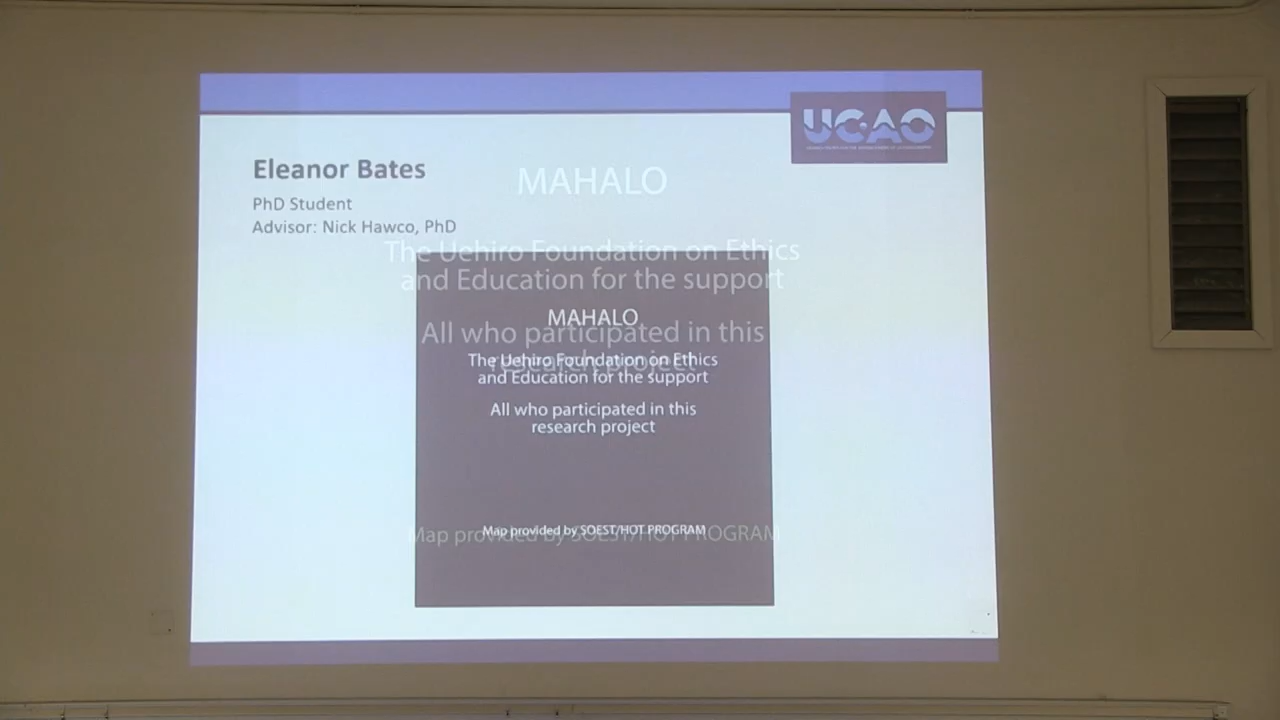 UCAO
Eleanor Bates
PhD Student
Advisor: Nick Hawco, PhD
MAHALO
The Uehiro Foundation on Ethics
and Education for the support
All who participated in this
research project
Map provided by SOEST/HOT PROGRAM
MAHALO
The Uehiro Foundation on Ethics
and Education for the support
All who participated in this
research project
Map provided by SOEST/HOT PROGRAM